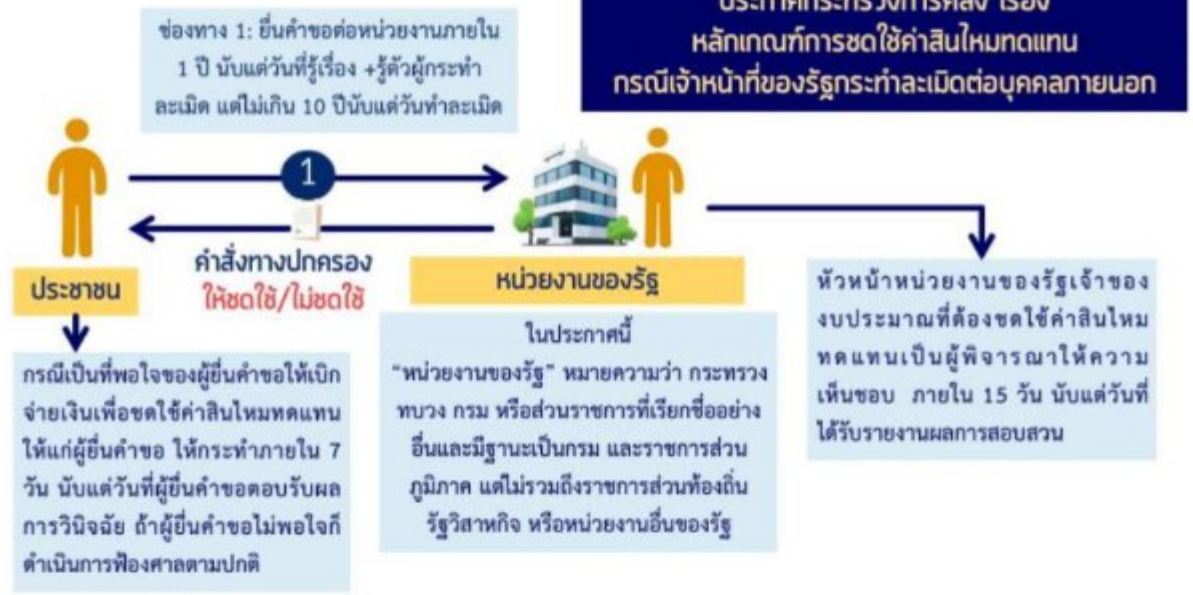 ประกาศกระทรวงการคลัง เรื่อง
หลักเกณฑ์การชดใช้ค่าสินไหมทดแทน
กรณีเจ้าหน้าที่ของรัฐกระทำละเมิดต่อบุคคลภายนอก
ช่องทาง 1: ยื่นคำขอต่อหน่วยงานภายใน
1 ปี นับแต่วันที่รู้เรื่อง +รู้ตัวผู้กระทำ
ละเมิด แต่ไม่เกิน 10 ปีนับแต่วันทำละเมิด
1
คำสั่งทางปกครอง
ให้ชดใช้/ไม่ชดใช้
ประชาชน
หน่วยงานของรัฐ
กรณีเป็นที่พอใจของผู้ยื่นคำขอให้เบิก
จ่ายเงินเพื่อชดใช้ค่าสินไหมทดแทน
ให้แก่ผู้ยื่นคำขอ ให้กระทำภายใน 7
วัน นับแต่วันที่ผู้ยื่นคำขอตอบรับผล
การวินิจฉัย ถ้าผู้ยื่นคำขอไม่พอใจก็
ดำเนินการฟ้องศาลตามปกติ
ในประกาศนี้
“หน่วยงานของรัฐ” หมายความว่า กระทรวง
ทบวง กรม หรือส่วนราชการที่เรียกชื่ออย่าง
อื่นและมีฐานะเป็นกรม และราชการส่วน
ภูมิภาค แต่ไม่รวมถึงราชการส่วนท้องถิ่น
รัฐวิสาหกิจ หรือหน่วยงานอื่นของรัฐ
หัวหน้าหน่วยงานของรัฐเจ้าของ
งบประมาณที่ต้องชดใช้ค่าสินไหม
ทดแทนเป็นผู้พิจารณาให้ความ
เห็นชอบ ภายใน 15 วัน นับแต่วันที่
ได้รับรายงานผลการสอบสวน